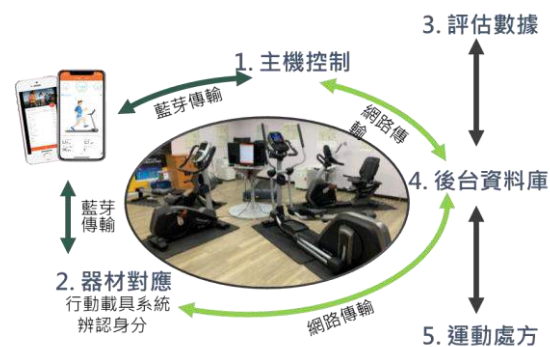 3. 評估數據
1. 主機控制
藍芽傳輸
網路傳
輸
4. 後台資料庫
藍芽
傳輸
2. 器材對應
行動載具系統
辨認身分
網路傳輸
5. 運動處方